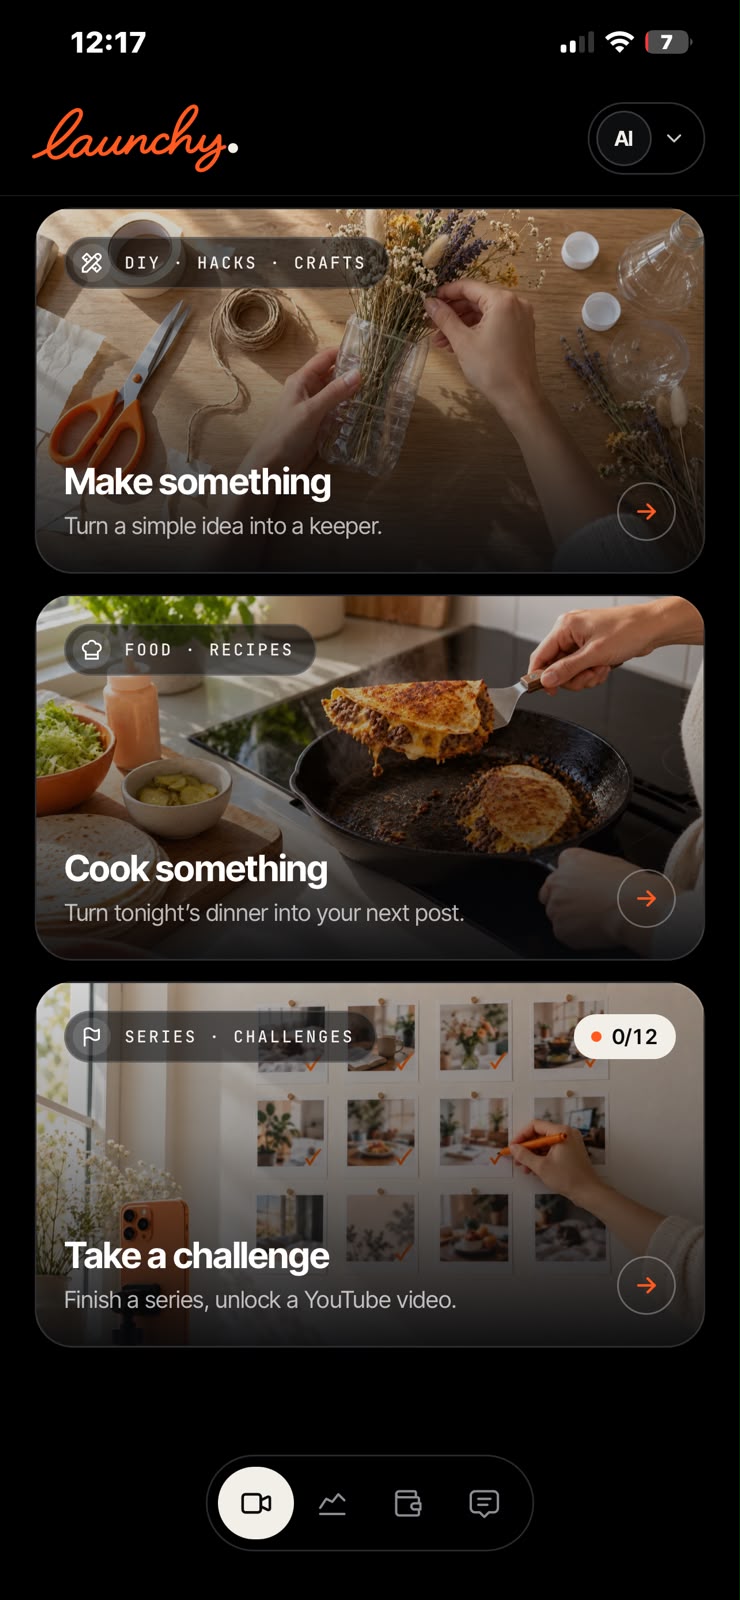 12:17
7
launchy.
AI
DIY · HACKS · CRAFTS
Make something
Turn a simple idea into a keeper.
FOOD · RECIPES
Cook something
Turn tonight’s dinner into your next post.
SERIES · CHALLENGES
0/12
Take a challenge
Finish a series, unlock a YouTube video.